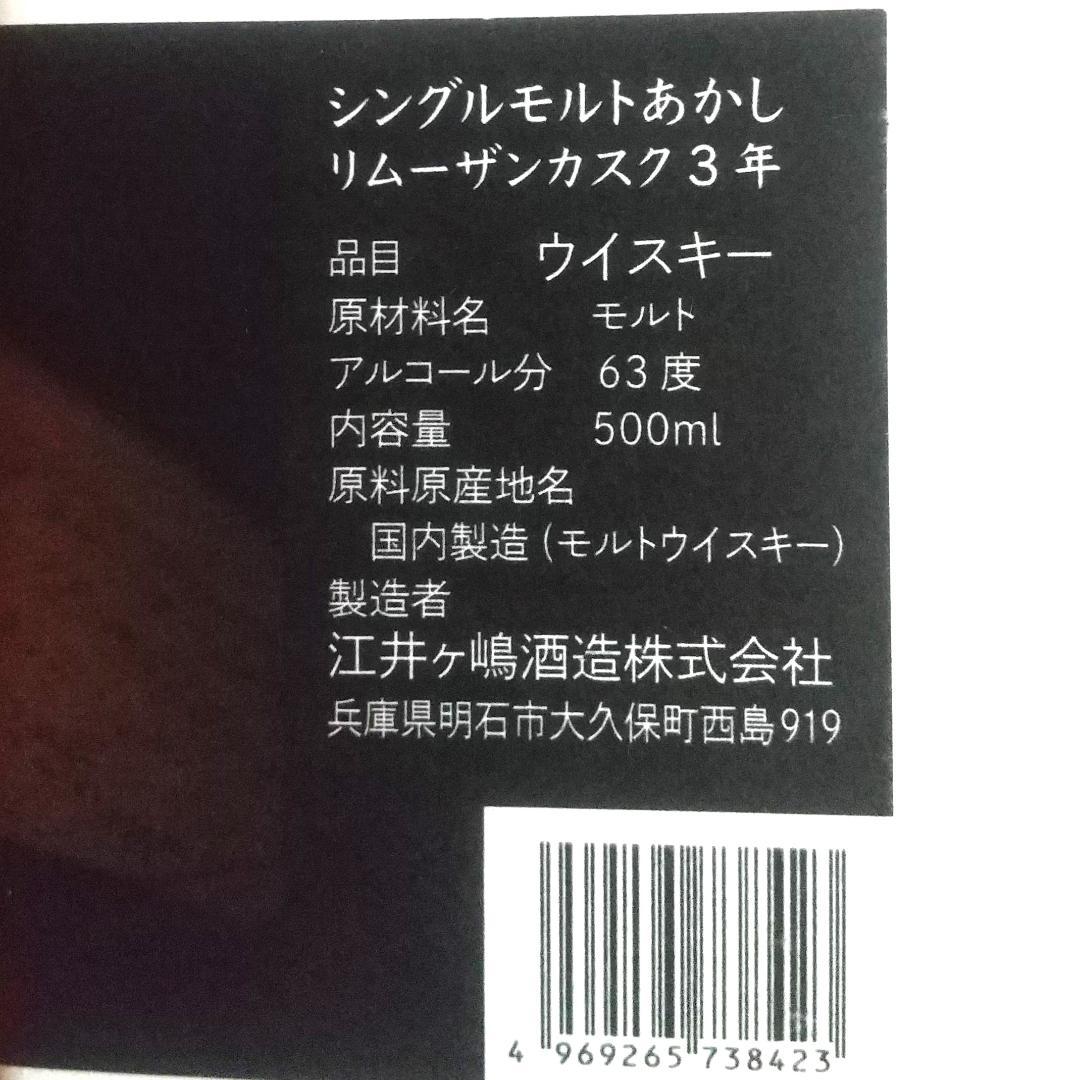 シングルモルトあかし
リムーザンカスク3年
品目 ウイスキー
原材料名 モルト
アルコール分 63度
内容量 500ml
原料原産地名
国内製造(モルトウイスキー)
製造者
江井ヶ嶋酒造株式会社
兵庫県明石市大久保町西島919
4 969265 738423